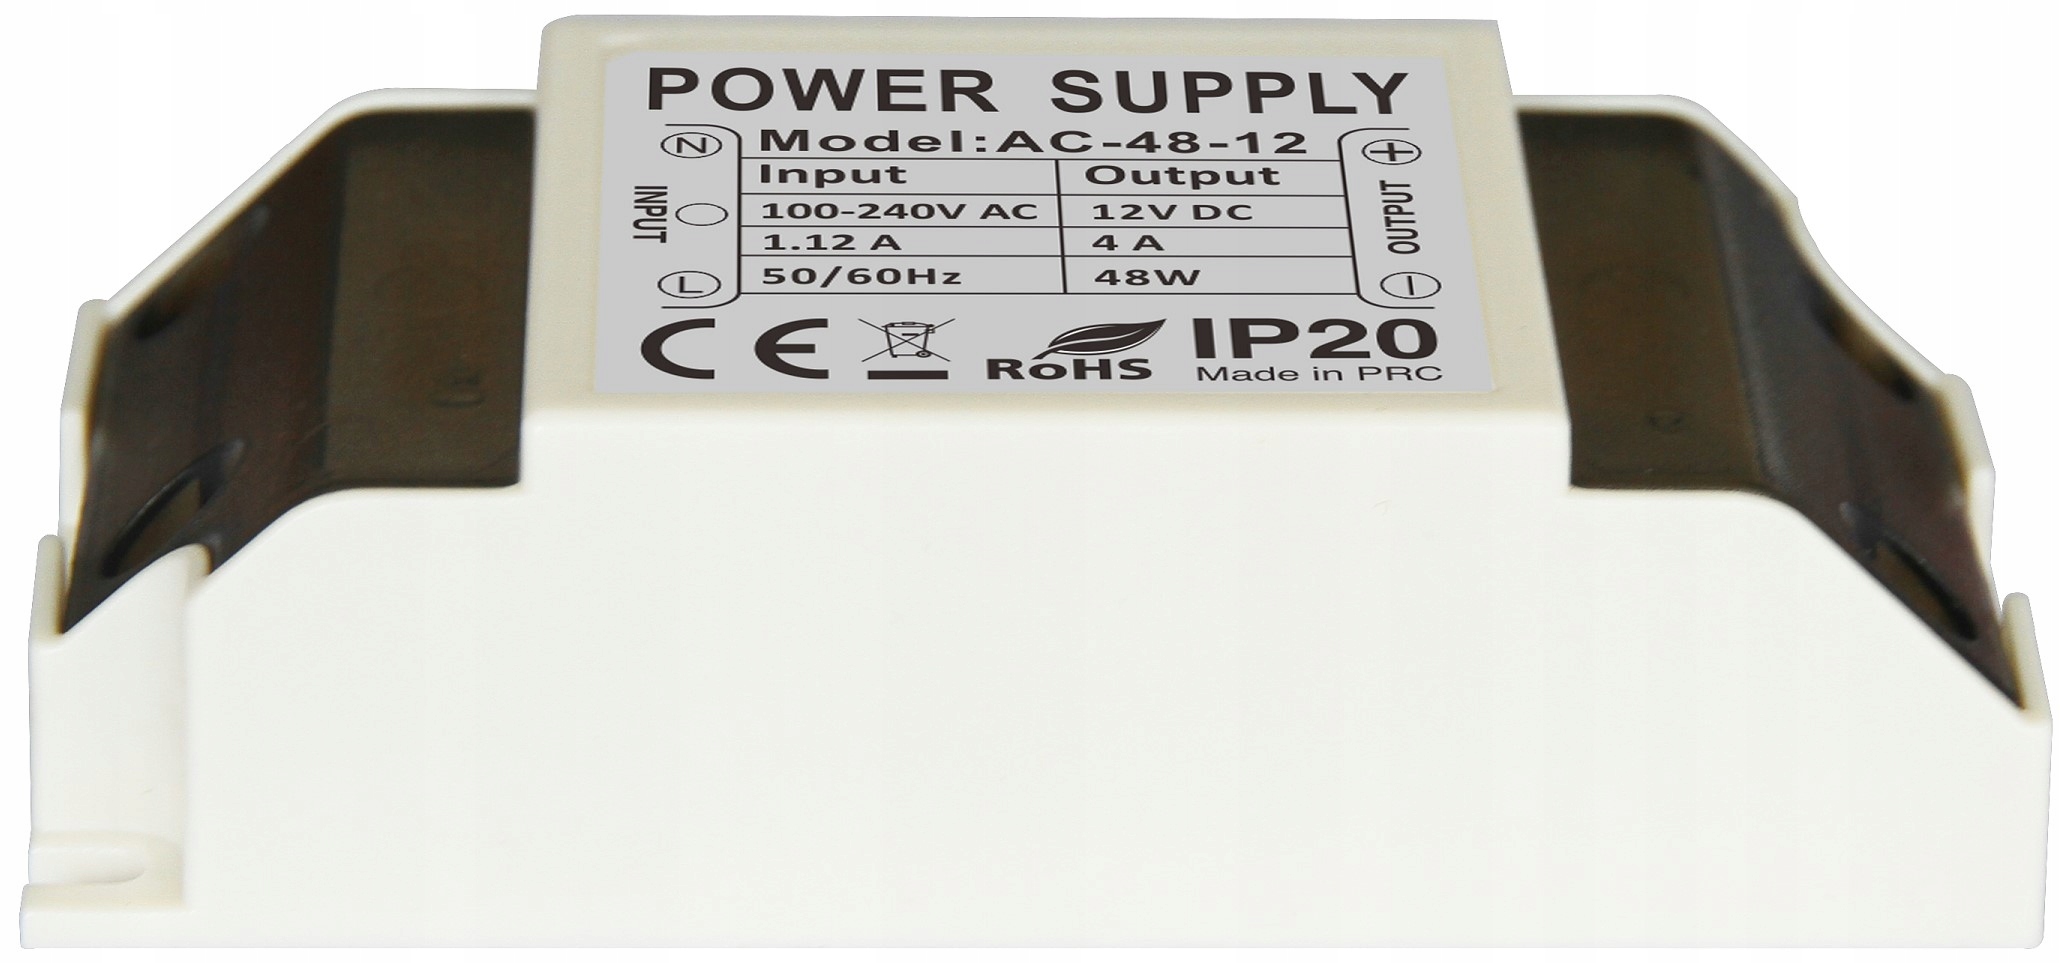 POWER SUPPLY
Model:AC-48-12
N
INPUT
L
Input Output
100-240V AC 12V DC
1.12 A 4 A
50/60Hz 48W
+
OUTPUT
-
CE RoHS IP20
Made in PRC